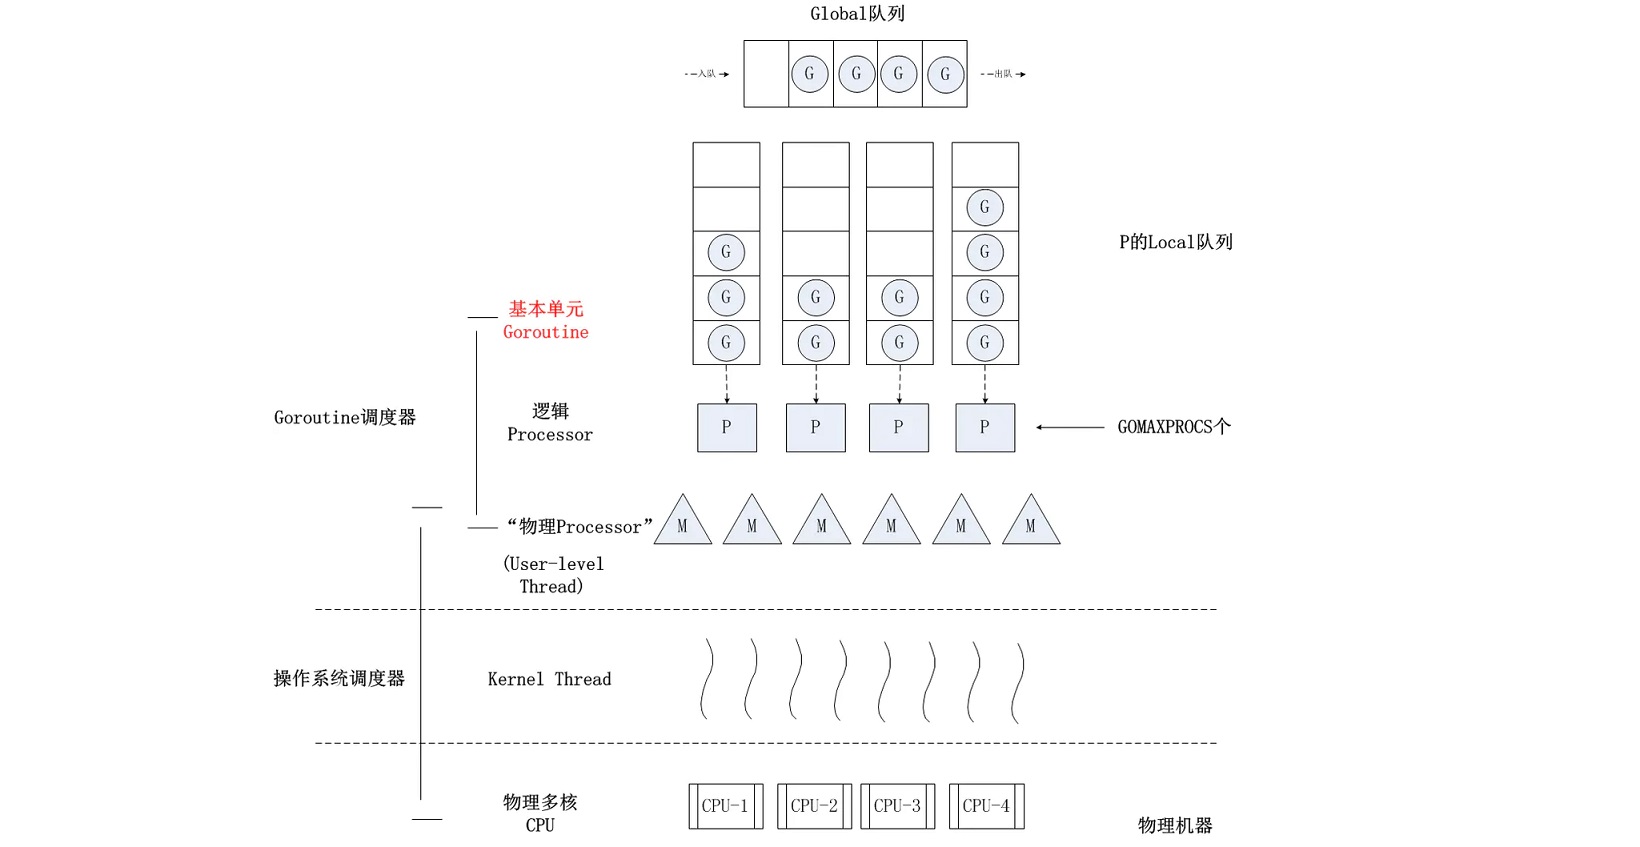 Global队列
入队
G G G G
出队
G
G G
P的Local队列
G G G G
G G G G
基本单元
Goroutine
Goroutine调度器
逻辑
Processor
P P P P
GOMAXPROCS个
“物理Processor”
M M M M M M
(User-level
Thread)
操作系统调度器
Kernel Thread
物理多核
CPU
CPU-1 CPU-2 CPU-3 CPU-4
物理机器